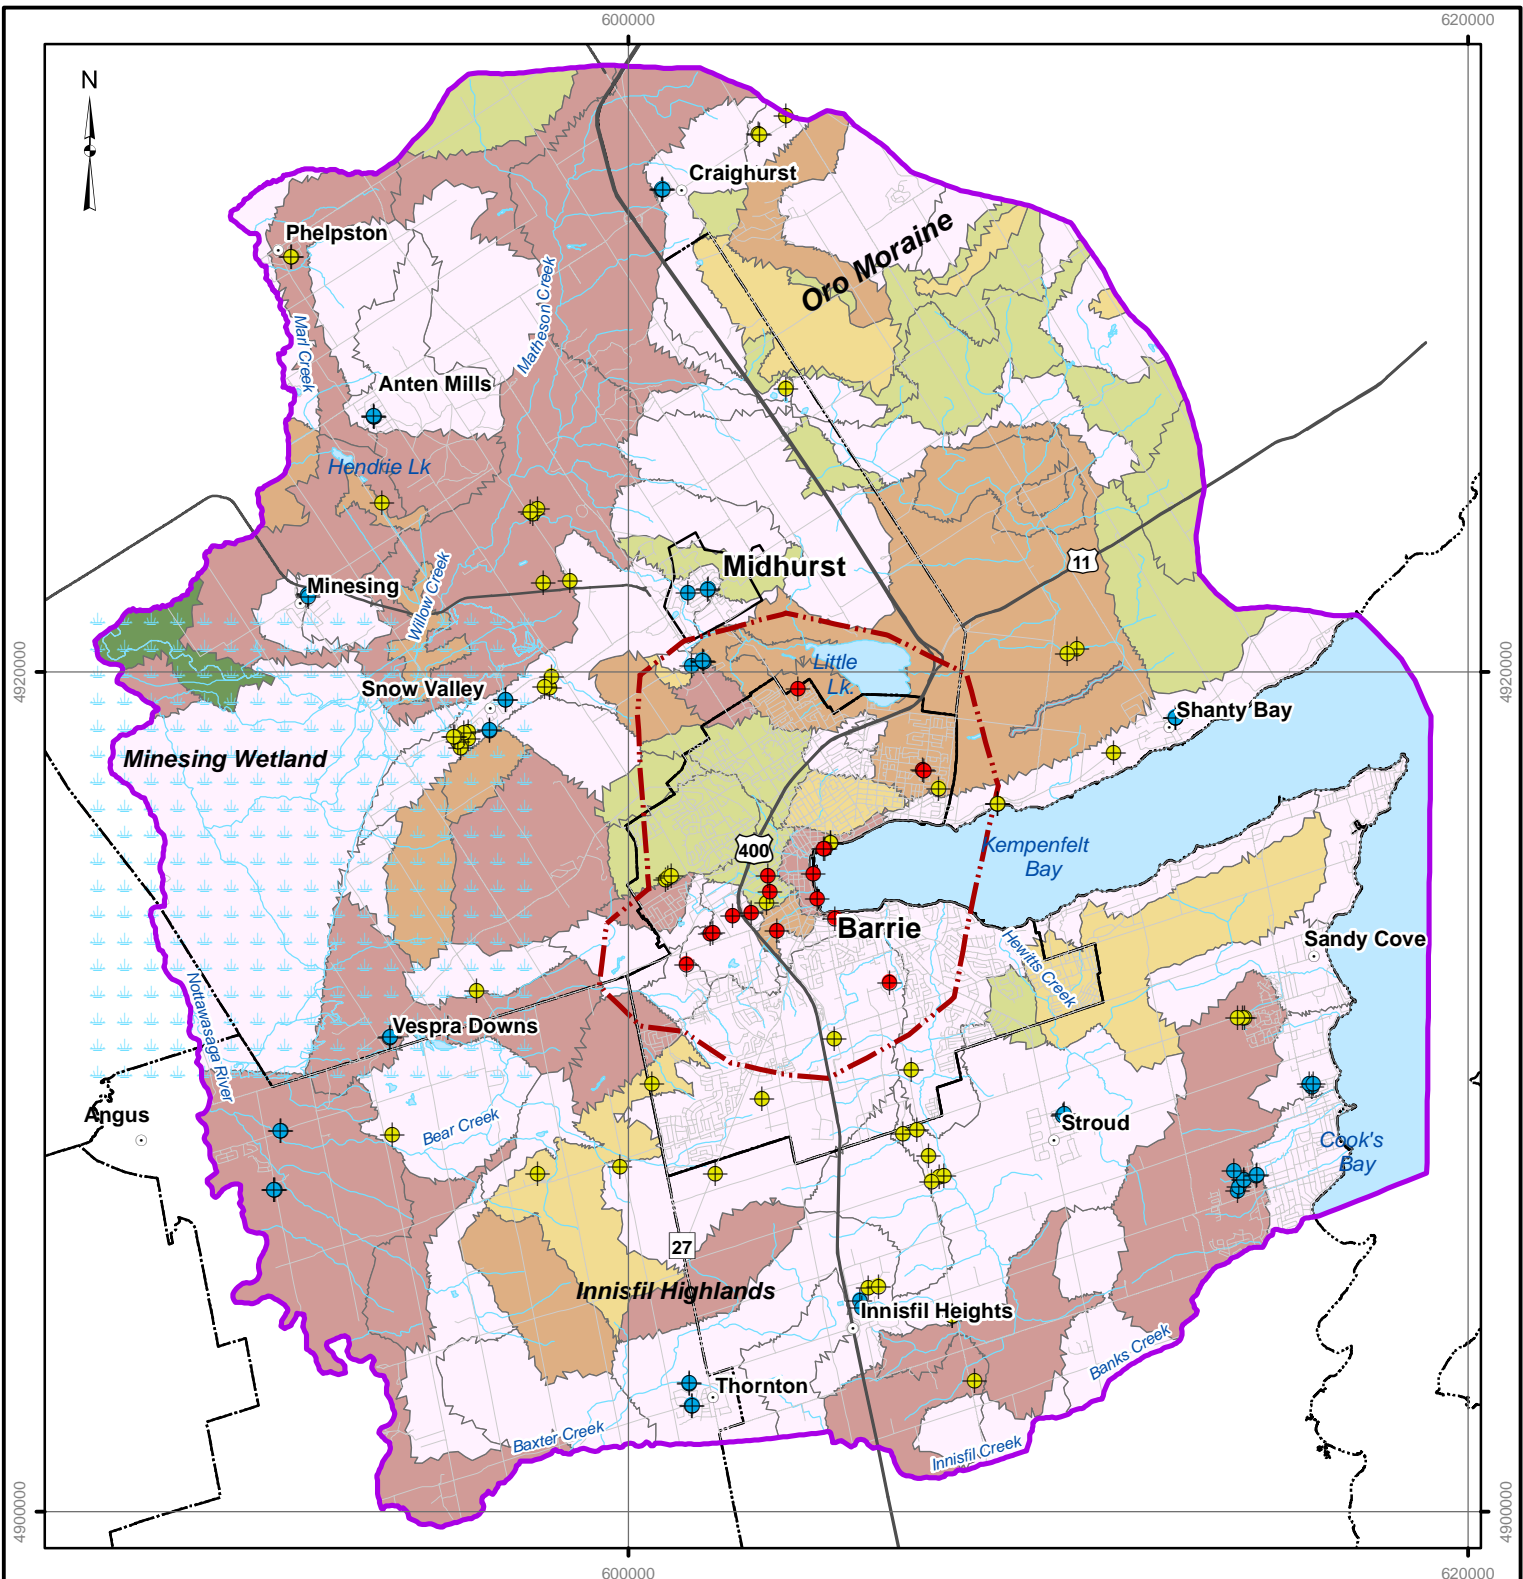 600000
620000
N
Craighurst
Phelpston
Oro Moraine
Marl Creek
Matheson Creek
Anten Mills
Hendrie Lk
11
Midhurst
Minesing
Willow Creek
4920000
4920000
Little
Lk.
Snow Valley
Shanty Bay
Minesing Wetland
400
Kempenfelt
Bay
Barrie
Sandy Cove
Hewitts Creek
Nottawasaga River
Vespra Downs
Angus
Bear Creek
Stroud
Cook's
Bay
27
Innisfil Highlands
Innisfil Heights
Banks Creek
Thornton
Baxter Creek
Innisfil Creek
4900000
4900000
600000
620000